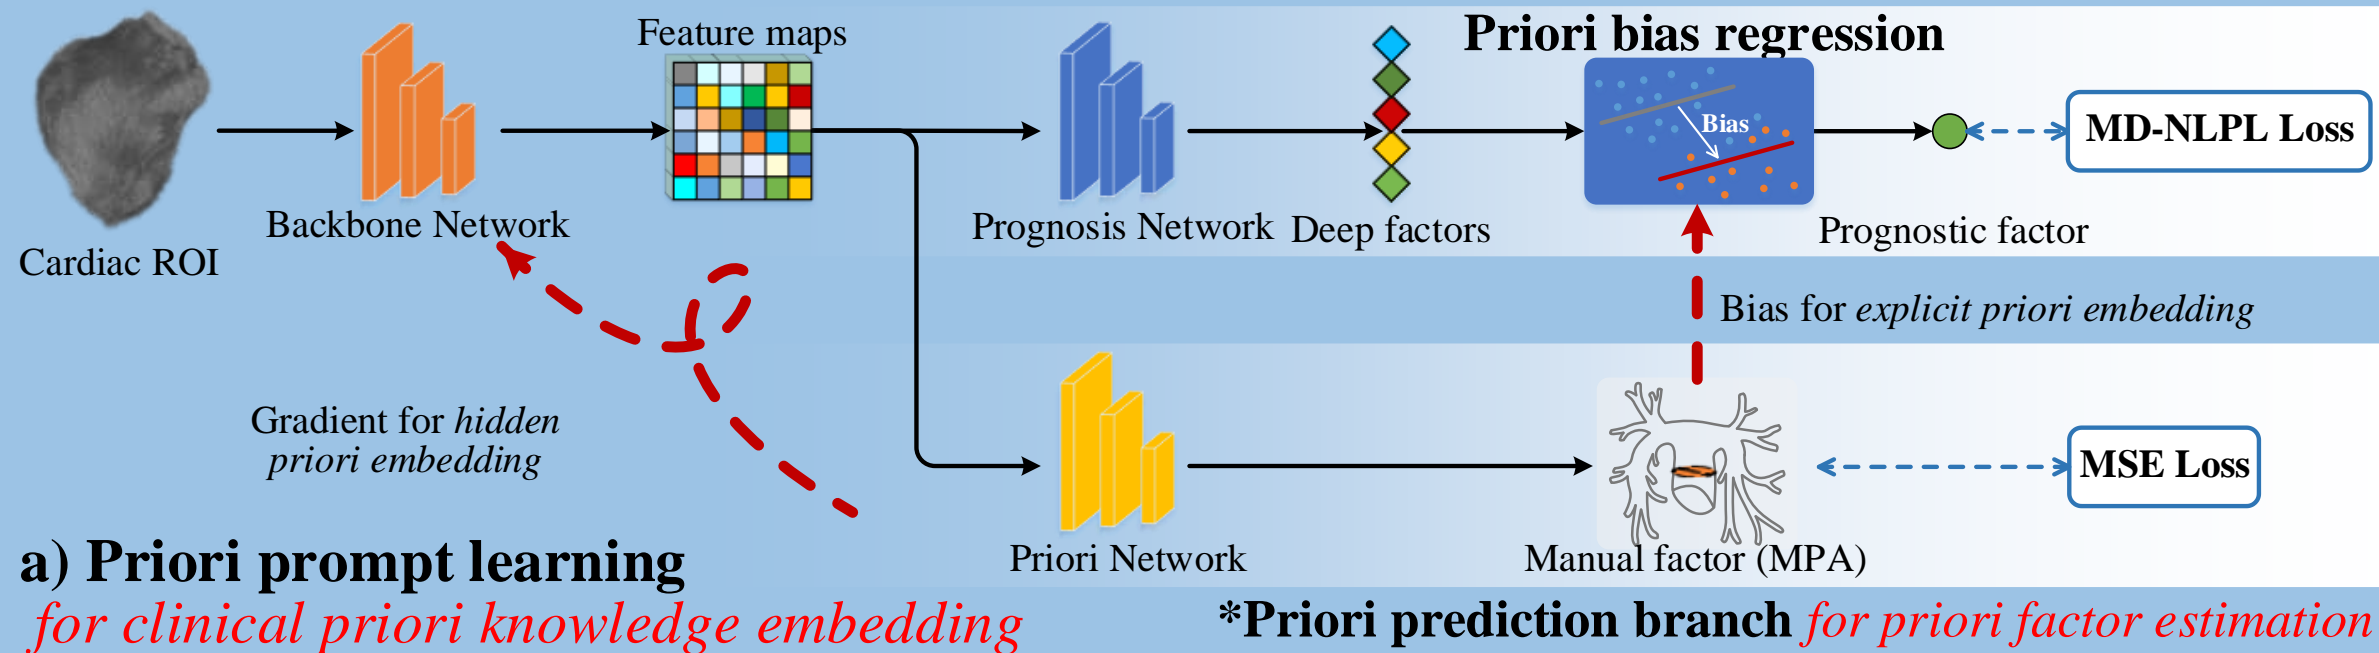 Feature maps
Priori bias regression
Bias
MD-NLPL Loss
Cardiac ROI
Backbone Network
Prognosis Network
Deep factors
Prognostic factor
Bias for explicit priori embedding
Gradient for hidden
priori embedding
MSE Loss
Priori Network
Manual factor (MPA)
a) Priori prompt learning
for clinical priori knowledge embedding
*Priori prediction branch for priori factor estimation